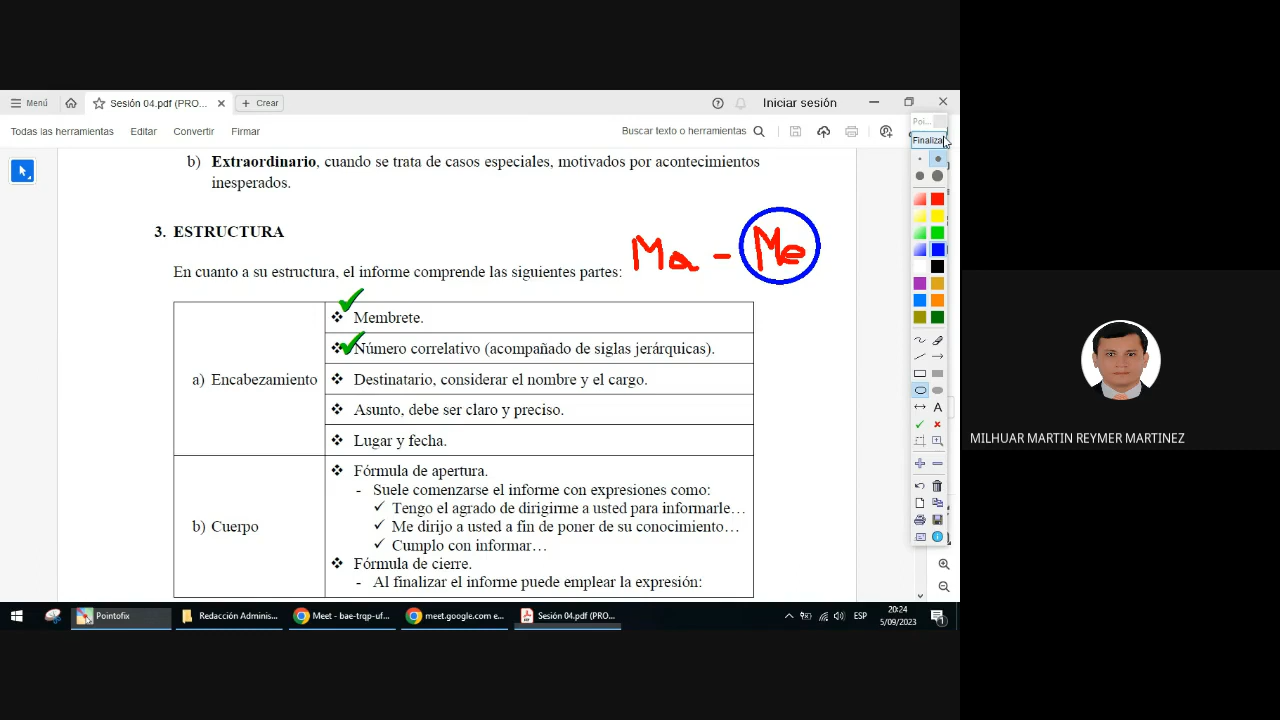 Menú
Sesión 04.pdf (PRO...
Crear
Iniciar sesión
Poi...
Todas las herramientas
Editar
Convertir
Firmar
Buscar texto o herramientas
Finaliza
b) Extraordinario, cuando se trata de casos especiales, motivados por acontecimientos
inesperados.
3. ESTRUCTURA
Ma - Me
En cuanto a su estructura, el informe comprende las siguientes partes:
a) Encabezamiento
Membrete.
Número correlativo (acompañado de siglas jerárquicas).
Destinatario, considerar el nombre y el cargo.
Asunto, debe ser claro y preciso.
Lugar y fecha.
b) Cuerpo
Fórmula de apertura.
- Suele comenzarse el informe con expresiones como:
✓ Tengo el agrado de dirigirme a usted para informarle…
✓ Me dirijo a usted a fin de poner de su conocimiento…
✓ Cumplo con informar…
Fórmula de cierre.
- Al finalizar el informe puede emplear la expresión:
MILHUAR MARTIN REYMER MARTINEZ
Pointofix
Redacción Adminis...
Meet - bae-trqp-uf...
meet.google.com e...
Sesión 04.pdf (PRO...
ESP
20:24
5/09/2023
1